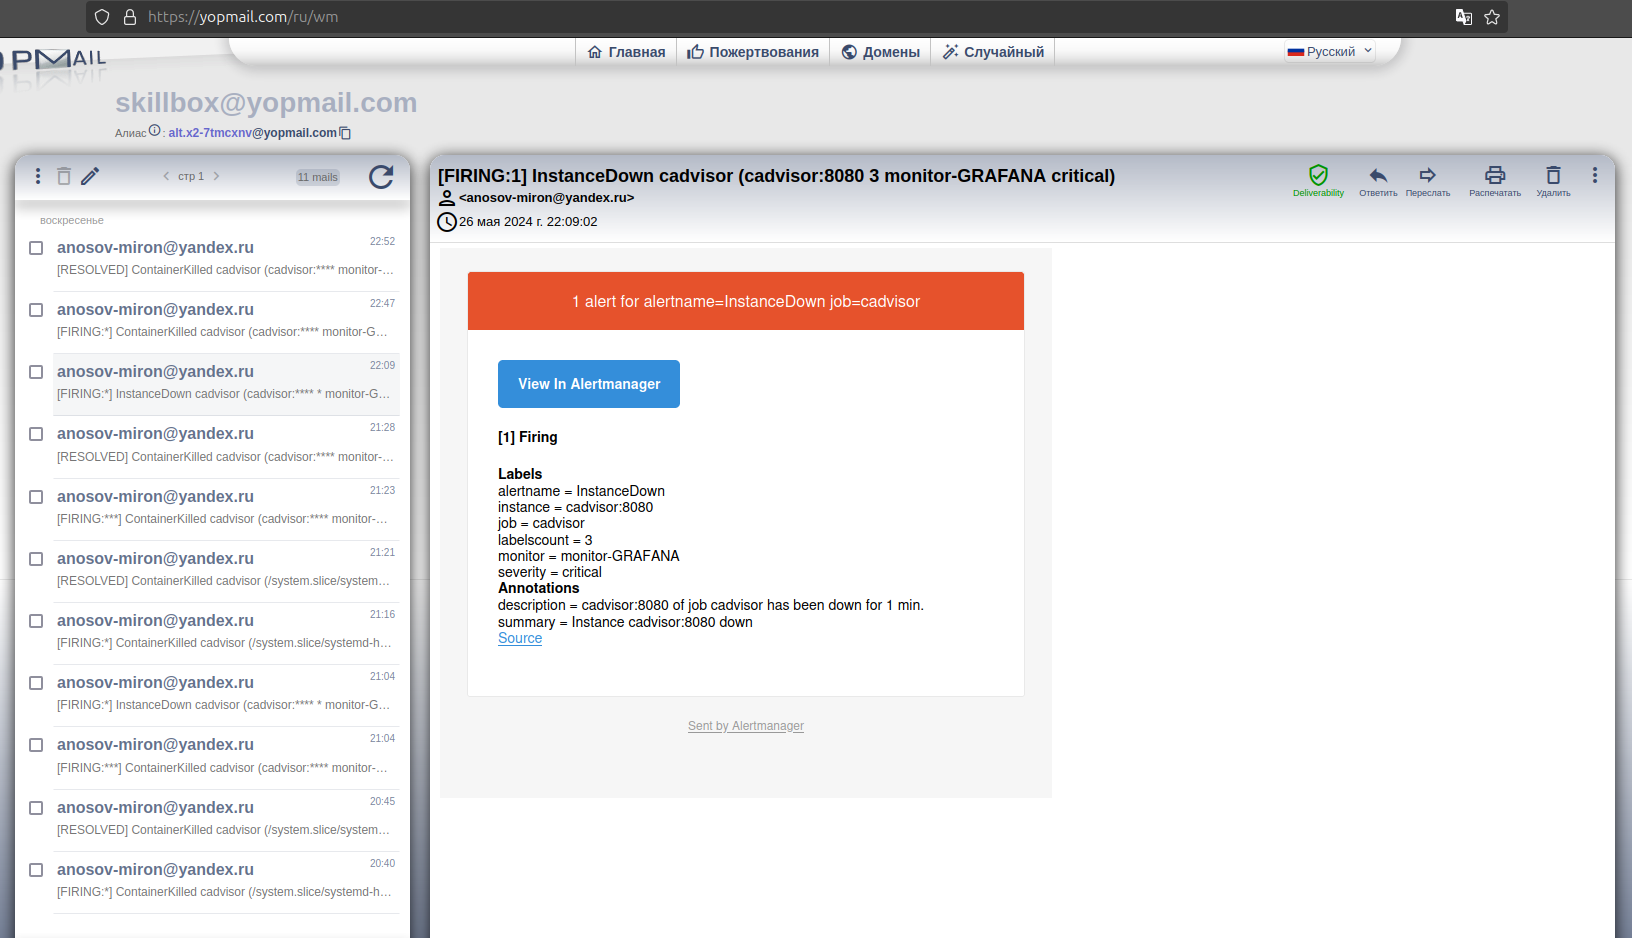 https://yopmail.com/ru/wm
OPMAIL
Главная
Пожертвования
Домены
Случайный
Русский
skillbox@yopmail.com
Алиас : alt.x2-7tmcxnv@yopmail.com
стр 1
11 mails
воскресенье
anosov-miron@yandex.ru 22:52
[RESOLVED] ContainerKilled cadvisor (cadvisor:**** monitor-…
anosov-miron@yandex.ru 22:47
[FIRING:*] ContainerKilled cadvisor (cadvisor:**** monitor-G…
anosov-miron@yandex.ru 22:09
[FIRING:*] InstanceDown cadvisor (cadvisor:**** * monitor-G…
anosov-miron@yandex.ru 21:28
[RESOLVED] ContainerKilled cadvisor (cadvisor:**** monitor-…
anosov-miron@yandex.ru 21:23
[FIRING:***] ContainerKilled cadvisor (cadvisor:**** monitor-…
anosov-miron@yandex.ru 21:21
[RESOLVED] ContainerKilled cadvisor (/system.slice/system…
anosov-miron@yandex.ru 21:16
[FIRING:*] ContainerKilled cadvisor (/system.slice/systemd-h…
anosov-miron@yandex.ru 21:04
[FIRING:*] InstanceDown cadvisor (cadvisor:**** * monitor-G…
anosov-miron@yandex.ru 21:04
[FIRING:***] ContainerKilled cadvisor (cadvisor:**** monitor-…
anosov-miron@yandex.ru 20:45
[RESOLVED] ContainerKilled cadvisor (/system.slice/system…
anosov-miron@yandex.ru 20:40
[FIRING:*] ContainerKilled cadvisor (/system.slice/systemd-h…
[FIRING:1] InstanceDown cadvisor (cadvisor:8080 3 monitor-GRAFANA critical)
<anosov-miron@yandex.ru>
26 мая 2024 г. 22:09:02
Deliverability
Ответить
Переслать
Распечатать
Удалить
1 alert for alertname=InstanceDown job=cadvisor
View In Alertmanager
[1] Firing
Labels
alertname = InstanceDown
instance = cadvisor:8080
job = cadvisor
labelscount = 3
monitor = monitor-GRAFANA
severity = critical
Annotations
description = cadvisor:8080 of job cadvisor has been down for 1 min.
summary = Instance cadvisor:8080 down
Source
Sent by Alertmanager